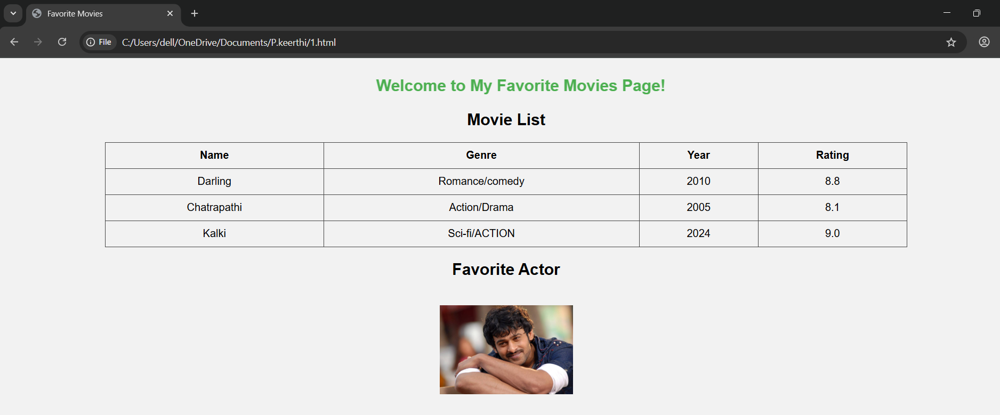 Favorite Movies
File C:/Users/dell/OneDrive/Documents/P.keerthi/1.html
Welcome to My Favorite Movies Page!
Movie List
Name Genre Year Rating
Darling Romance/comedy 2010 8.8
Chatrapathi Action/Drama 2005 8.1
Kalki Sci-fi/ACTION 2024 9.0
Favorite Actor